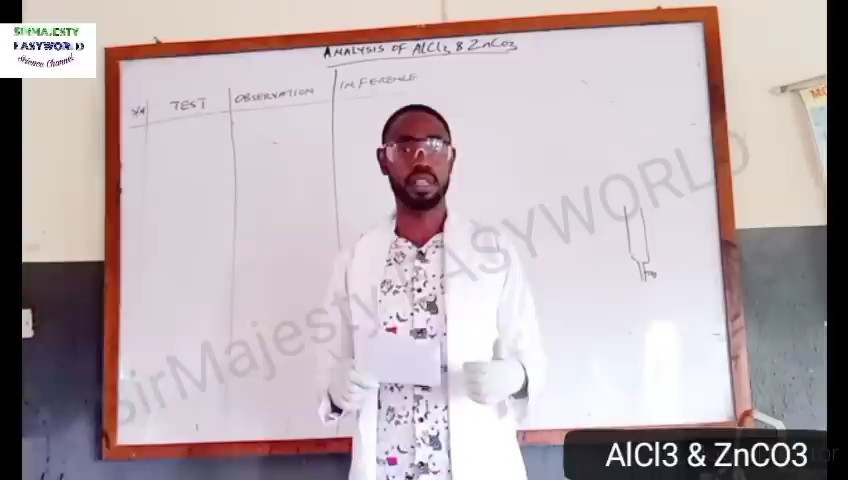 SIRMAJESTY
EASYWORLD
Science Channel
ANALYSIS OF AlCl3 & ZnCO3
S/N TEST OBSERVATION INFERENCE
SirMajesty EASYWORLD
AlCl3 & ZnCO3